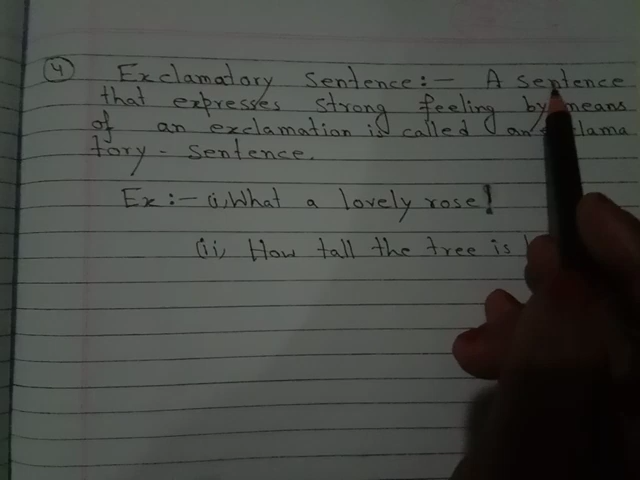 4 Exclamatory Sentence:- A sentence
that expresses strong feeling by means
of an exclamation is called
tory - sentence.
Ex:- (i, What a lovely rose!
(ii, How tall the tree is